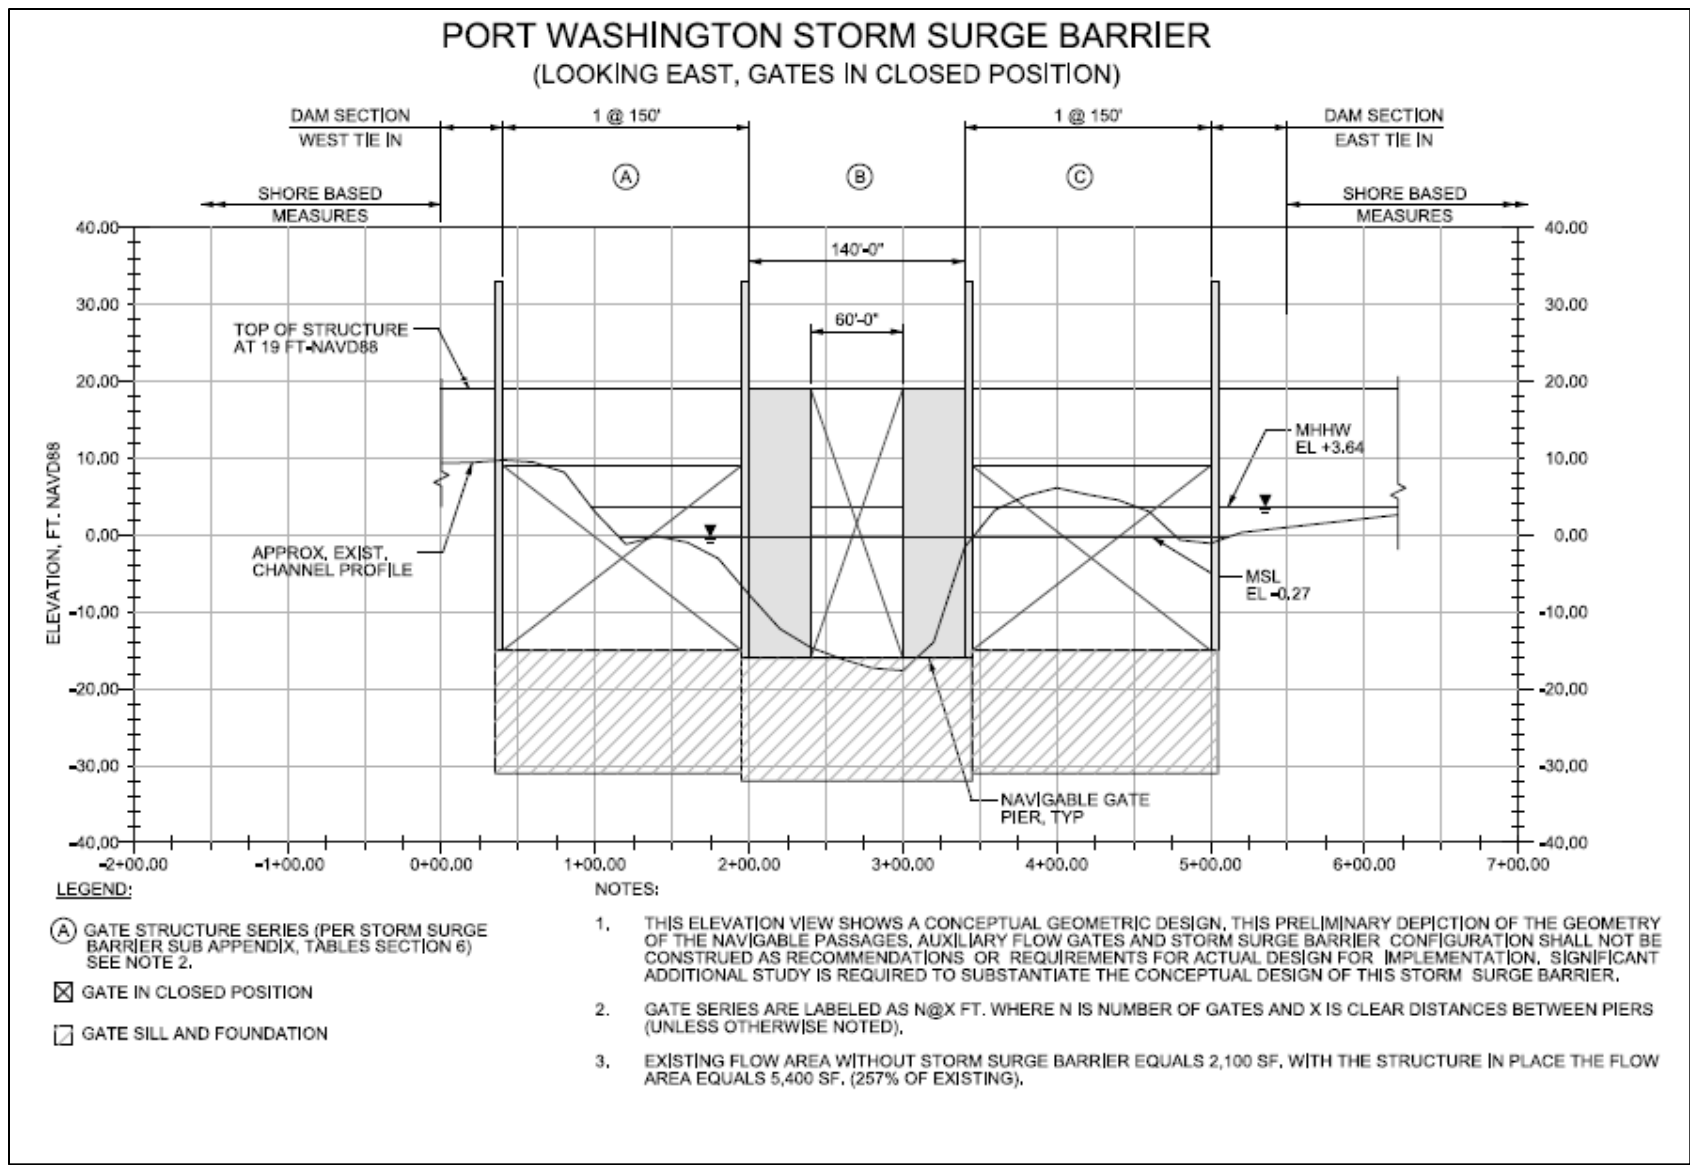 PORT WASHINGTON STORM SURGE BARRIER
(LOOKING EAST, GATES IN CLOSED POSITION)
DAM SECTION
WEST TIE IN
1 @ 150'
1 @ 150'
DAM SECTION
EAST TIE IN
A
B
C
SHORE BASED
MEASURES
SHORE BASED
MEASURES
40.00
40.00
140'-0"
30.00
30.00
TOP OF STRUCTURE
AT 19 FT-NAVD88
60'-0"
20.00
20.00
MHHW
EL +3.64
10.00
10.00
ELEVATION, FT. NAVD88
0.00
0.00
APPROX. EXIST.
CHANNEL PROFILE
MSL
EL -0.27
-10.00
-10.00
-20.00
-20.00
-30.00
-30.00
NAVIGABLE GATE
PIER, TYP
-40.00
-40.00
-2+00.00
-1+00.00
0+00.00
1+00.00
2+00.00
3+00.00
4+00.00
5+00.00
6+00.00
7+00.00
LEGEND:
A GATE STRUCTURE SERIES (PER STORM SURGE
BARRIER SUB APPENDIX, TABLES SECTION 6)
SEE NOTE 2.
GATE IN CLOSED POSITION
GATE SILL AND FOUNDATION
NOTES:
1. THIS ELEVATION VIEW SHOWS A CONCEPTUAL GEOMETRIC DESIGN. THIS PRELIMINARY DEPICTION OF THE GEOMETRY
OF THE NAVIGABLE PASSAGES, AUXILIARY FLOW GATES AND STORM SURGE BARRIER CONFIGURATION SHALL NOT BE
CONSTRUED AS RECOMMENDATIONS OR REQUIREMENTS FOR ACTUAL DESIGN FOR IMPLEMENTATION. SIGNIFICANT
ADDITIONAL STUDY IS REQUIRED TO SUBSTANTIATE THE CONCEPTUAL DESIGN OF THIS STORM SURGE BARRIER.
2. GATE SERIES ARE LABELED AS N@X FT. WHERE N IS NUMBER OF GATES AND X IS CLEAR DISTANCES BETWEEN PIERS
(UNLESS OTHERWISE NOTED).
3. EXISTING FLOW AREA WITHOUT STORM SURGE BARRIER EQUALS 2,100 SF. WITH THE STRUCTURE IN PLACE THE FLOW
AREA EQUALS 5,400 SF. (257% OF EXISTING).